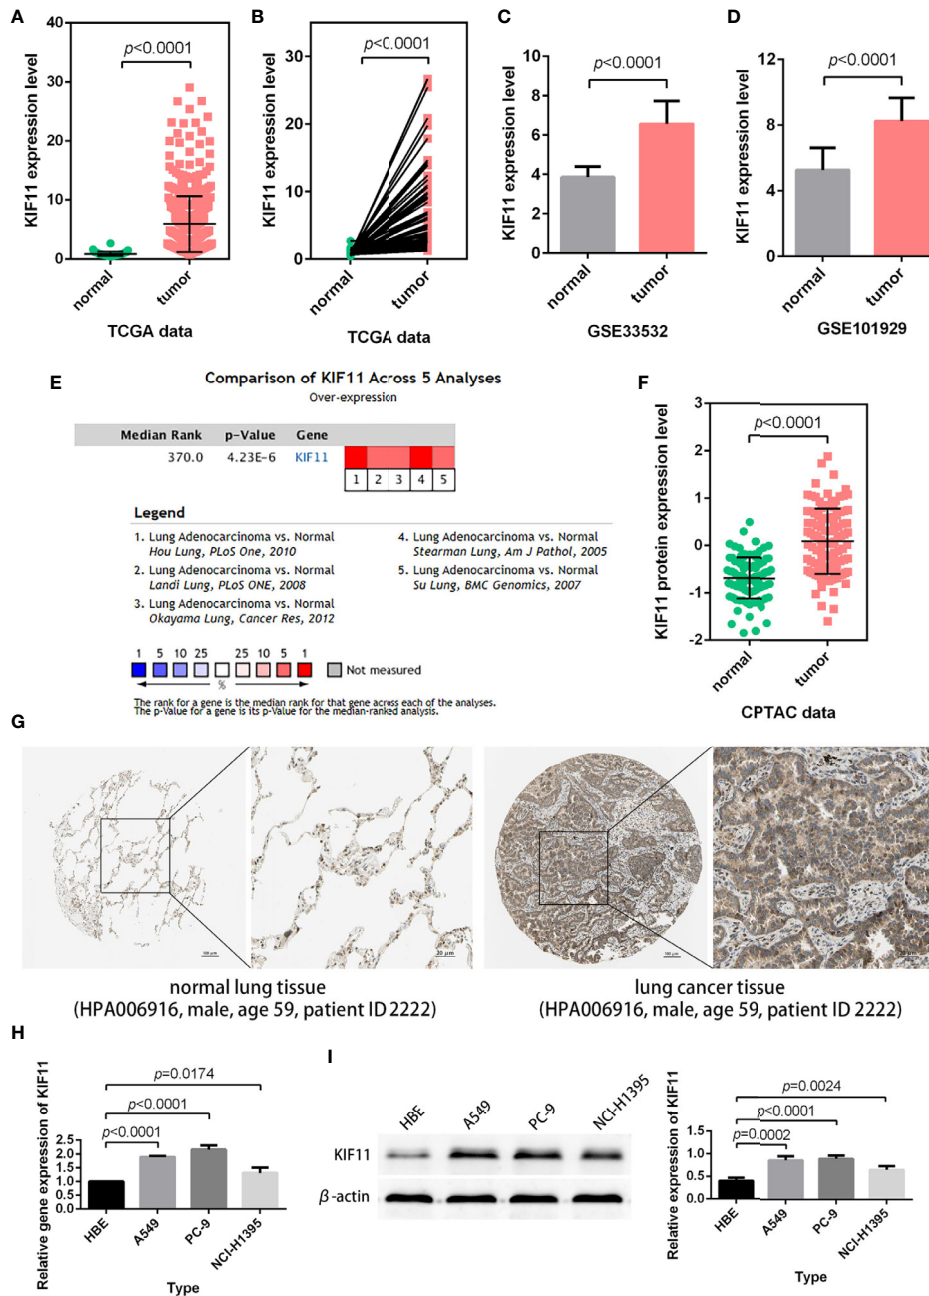 A
KIF11 expression level
40
30
20
10
0
p<0.0001
normal
tumor
TCGA data
B
KIF11 expression level
30
20
10
0
p<0.0001
normal
tumor
TCGA data
C
KIF11 expression level
10
8
6
4
2
0
p<0.0001
normal
tumor
GSE33532
D
KIF11 expression level
12
8
4
0
p<0.0001
normal
tumor
GSE101929
E
Comparison of KIF11 Across 5 Analyses
Over-expression
Median Rank p-Value Gene
370.0 4.23E-6 KIF11
1 2 3 4 5
Legend
1. Lung Adenocarcinoma vs. Normal
Hou Lung, PLoS One, 2010
2. Lung Adenocarcinoma vs. Normal
Landi Lung, PLoS ONE, 2008
3. Lung Adenocarcinoma vs. Normal
Okayama Lung, Cancer Res, 2012
4. Lung Adenocarcinoma vs. Normal
Stearman Lung, Am J Pathol, 2005
5. Lung Adenocarcinoma vs. Normal
Su Lung, BMC Genomics, 2007
1 5 10 25 25 10 5 1
%
Not measured
The rank for a gene is the median rank for that gene across each of the analyses.
The p-Value for a gene is its p-Value for the median-ranked analysis.
F
KIF11 protein expression level
3
2
1
0
-1
-2
p<0.0001
normal
tumor
CPTAC data
G
100 µm
20 µm
100 µm
20 µm
normal lung tissue
(HPA006916, male, age 59, patient ID 2222)
lung cancer tissue
(HPA006916, male, age 59, patient ID 2222)
H
Relative gene expression of KIF11
2.5
2.0
1.5
1.0
0.5
0.0
p=0.0174
p<0.0001
p<0.0001
HBE
A549
PC-9
NCI-H1395
Type
I
HBE
A549
PC-9
NCI-H1395
KIF11
β-actin
Relative expression of KIF11
1.5
1.0
0.5
0.0
p=0.0024
p<0.0001
p=0.0002
HBE
A549
PC-9
NCI-H1395
Type